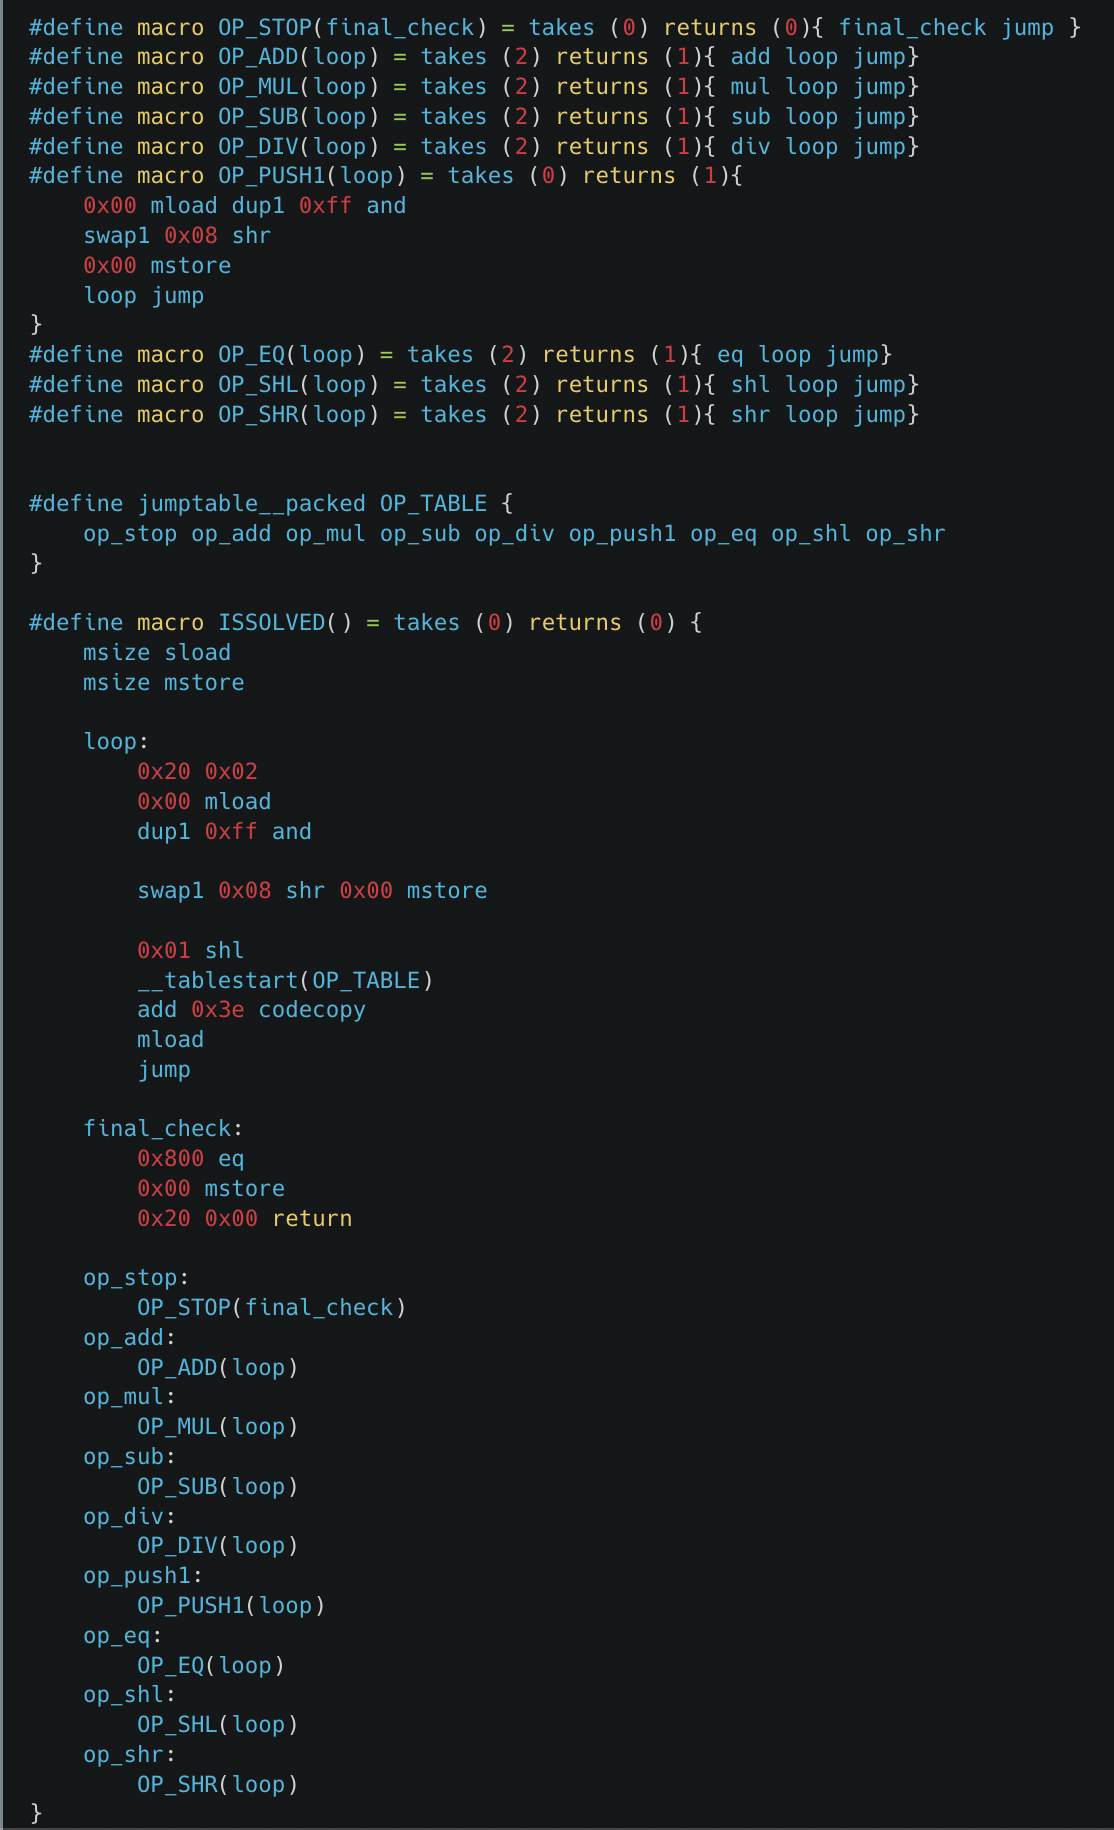 #define macro OP_STOP(final_check) = takes (0) returns (0){ final_check jump }
#define macro OP_ADD(loop) = takes (2) returns (1){ add loop jump}
#define macro OP_MUL(loop) = takes (2) returns (1){ mul loop jump}
#define macro OP_SUB(loop) = takes (2) returns (1){ sub loop jump}
#define macro OP_DIV(loop) = takes (2) returns (1){ div loop jump}
#define macro OP_PUSH1(loop) = takes (0) returns (1){
    0x00 mload dup1 0xff and
    swap1 0x08 shr
    0x00 mstore
    loop jump
}
#define macro OP_EQ(loop) = takes (2) returns (1){ eq loop jump}
#define macro OP_SHL(loop) = takes (2) returns (1){ shl loop jump}
#define macro OP_SHR(loop) = takes (2) returns (1){ shr loop jump}
#define jumptable__packed OP_TABLE {
    op_stop op_add op_mul op_sub op_div op_push1 op_eq op_shl op_shr
}
#define macro ISSOLVED() = takes (0) returns (0) {
    msize sload
    msize mstore
    loop:
        0x20 0x02
        0x00 mload
        dup1 0xff and
        swap1 0x08 shr 0x00 mstore
        0x01 shl
        __tablestart(OP_TABLE)
        add 0x3e codecopy
        mload
        jump
    final_check:
        0x800 eq
        0x00 mstore
        0x20 0x00 return
    op_stop:
        OP_STOP(final_check)
    op_add:
        OP_ADD(loop)
    op_mul:
        OP_MUL(loop)
    op_sub:
        OP_SUB(loop)
    op_div:
        OP_DIV(loop)
    op_push1:
        OP_PUSH1(loop)
    op_eq:
        OP_EQ(loop)
    op_shl:
        OP_SHL(loop)
    op_shr:
        OP_SHR(loop)
}